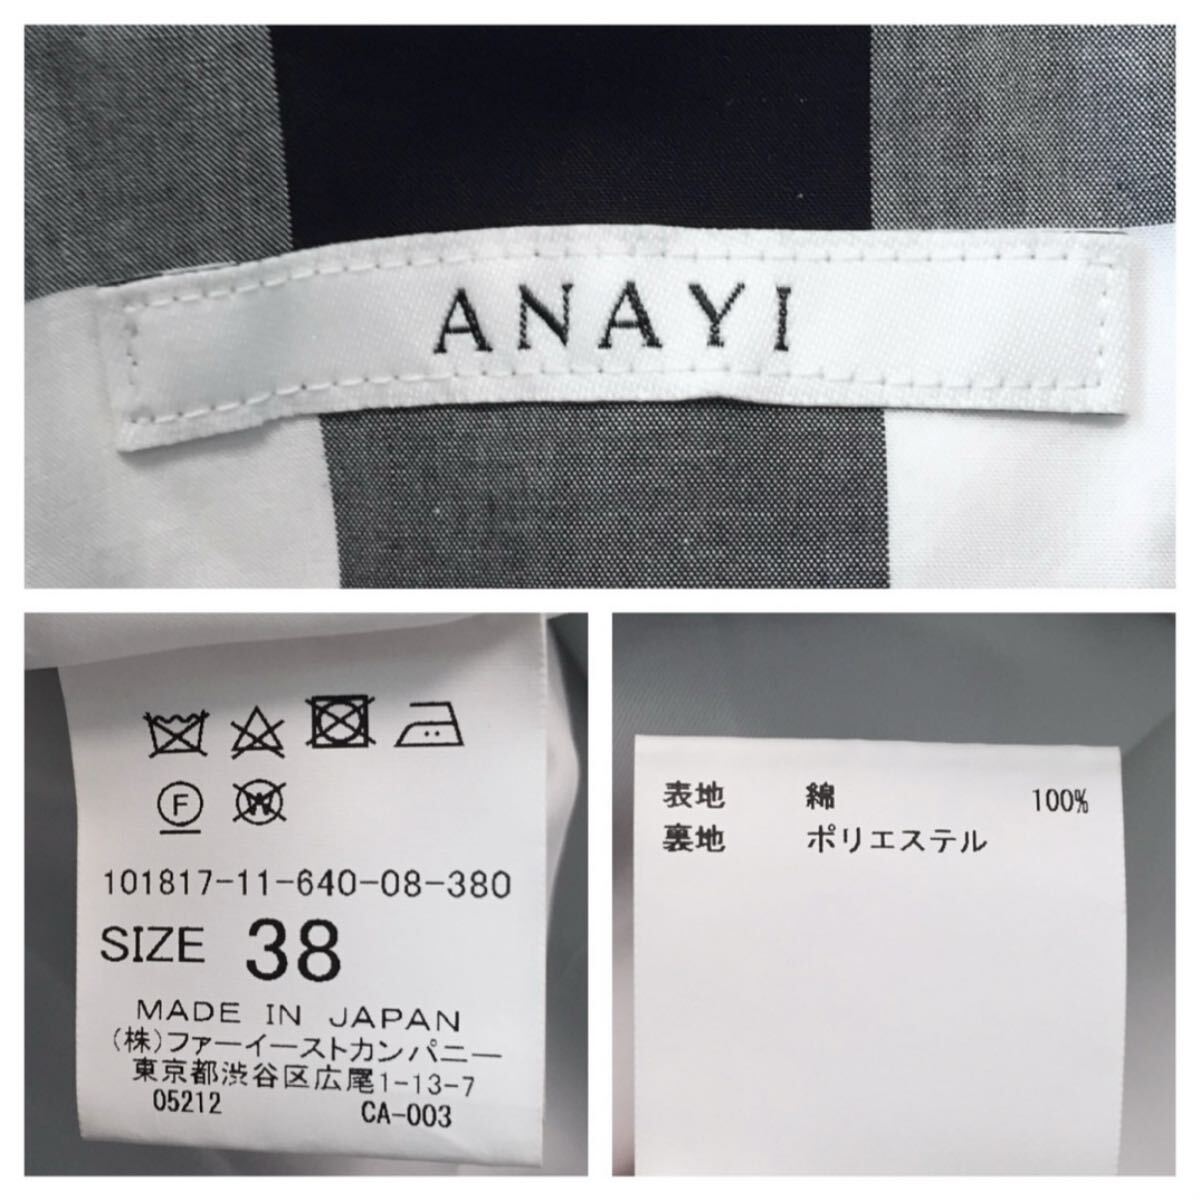 ANAYI
F
W
101817-11-640-08-380
SIZE 38
MADE IN JAPAN
(株)ファーイーストカンパニー
東京都渋谷区広尾1-13-7
05212 CA-003
表地 綿 100%
裏地 ポリエステル